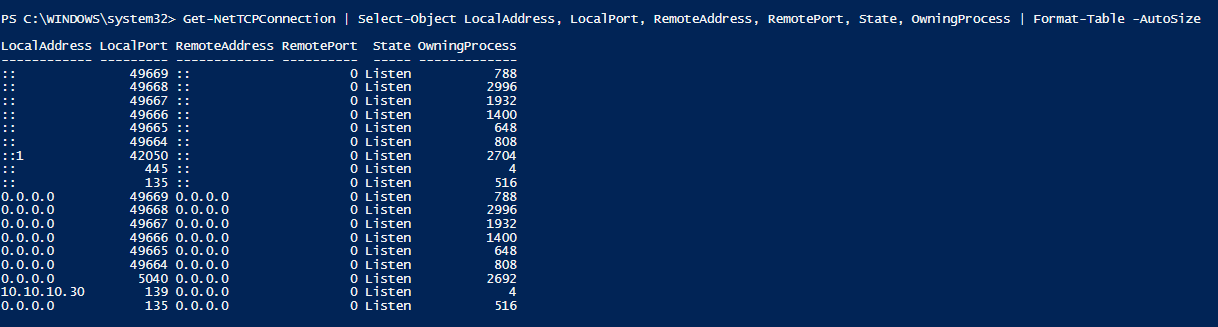 PS C:\WINDOWS\system32> Get-NetTCPConnection | Select-Object LocalAddress, LocalPort, RemoteAddress, RemotePort, State, OwningProcess | Format-Table -AutoSize
LocalAddress LocalPort RemoteAddress RemotePort State OwningProcess
------------ --------- ------------- ---------- ----- -------------
:: 49669 :: 0 Listen 788
:: 49668 :: 0 Listen 2996
:: 49667 :: 0 Listen 1932
:: 49666 :: 0 Listen 1400
:: 49665 :: 0 Listen 648
:: 49664 :: 0 Listen 808
::1 42050 :: 0 Listen 2704
:: 445 :: 0 Listen 4
:: 135 :: 0 Listen 516
0.0.0.0 49669 0.0.0.0 0 Listen 788
0.0.0.0 49668 0.0.0.0 0 Listen 2996
0.0.0.0 49667 0.0.0.0 0 Listen 1932
0.0.0.0 49666 0.0.0.0 0 Listen 1400
0.0.0.0 49665 0.0.0.0 0 Listen 648
0.0.0.0 49664 0.0.0.0 0 Listen 808
0.0.0.0 5040 0.0.0.0 0 Listen 2692
10.10.10.30 139 0.0.0.0 0 Listen 4
0.0.0.0 135 0.0.0.0 0 Listen 516